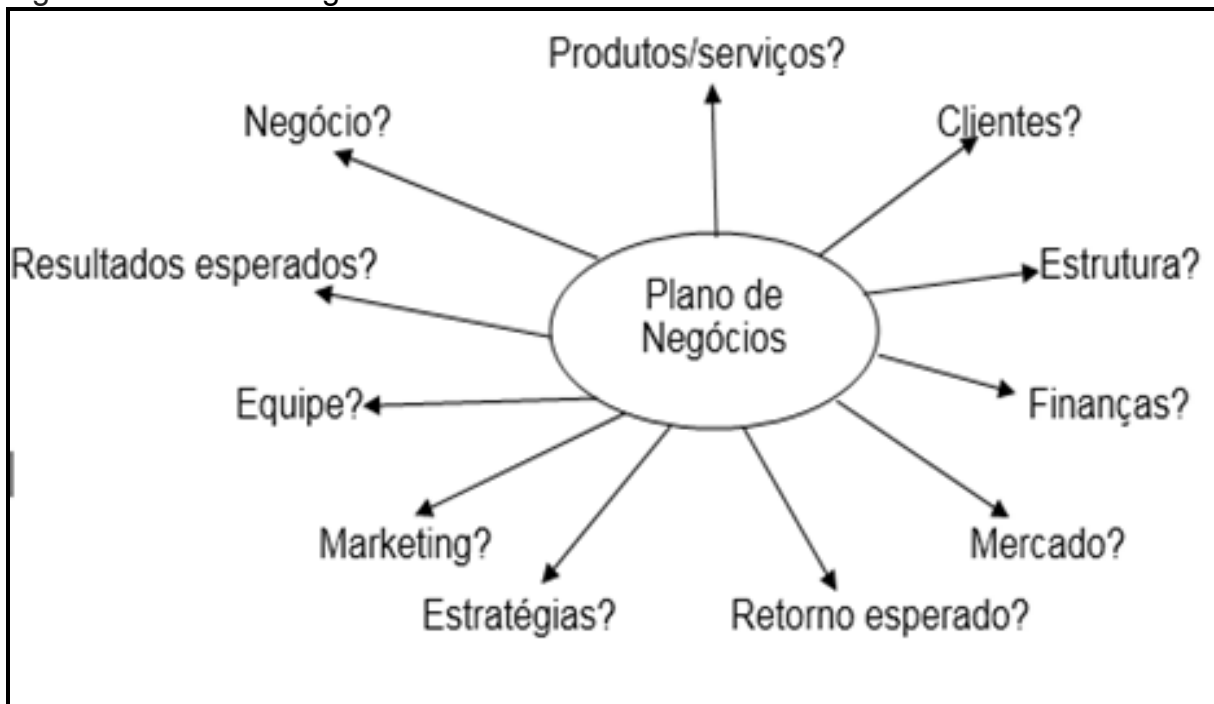 Produtos/serviços?
Negócio?
Clientes?
Resultados esperados?
Estrutura?
Plano de
Negócios
Equipe?
Finanças?
Marketing?
Mercado?
Estratégias?
Retorno esperado?